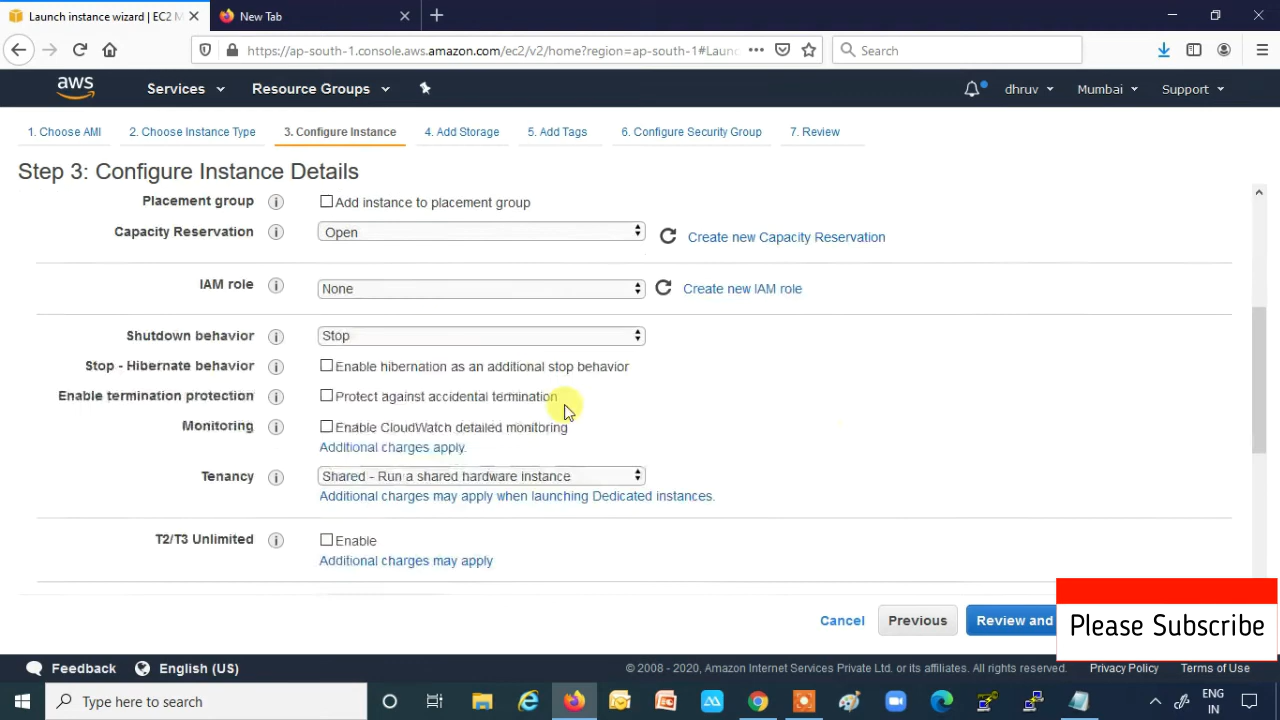 Launch instance wizard | EC2 M
New Tab
https://ap-south-1.console.aws.amazon.com/ec2/v2/home?region=ap-south-1#Launc
Search
aws
Services
Resource Groups
dhruv
Mumbai
Support
1. Choose AMI
2. Choose Instance Type
3. Configure Instance
4. Add Storage
5. Add Tags
6. Configure Security Group
7. Review
Step 3: Configure Instance Details
Placement group
Add instance to placement group
Capacity Reservation
Open
Create new Capacity Reservation
IAM role
None
Create new IAM role
Shutdown behavior
Stop
Stop - Hibernate behavior
Enable hibernation as an additional stop behavior
Enable termination protection
Protect against accidental termination
Monitoring
Enable CloudWatch detailed monitoring
Additional charges apply.
Tenancy
Shared - Run a shared hardware instance
Additional charges may apply when launching Dedicated instances.
T2/T3 Unlimited
Enable
Additional charges may apply
Cancel
Previous
Review and
Please Subscribe
Feedback
English (US)
© 2008 - 2020, Amazon Internet Services Private Ltd. or its affiliates. All rights reserved.
Privacy Policy
Terms of Use
Type here to search
ENG
IN